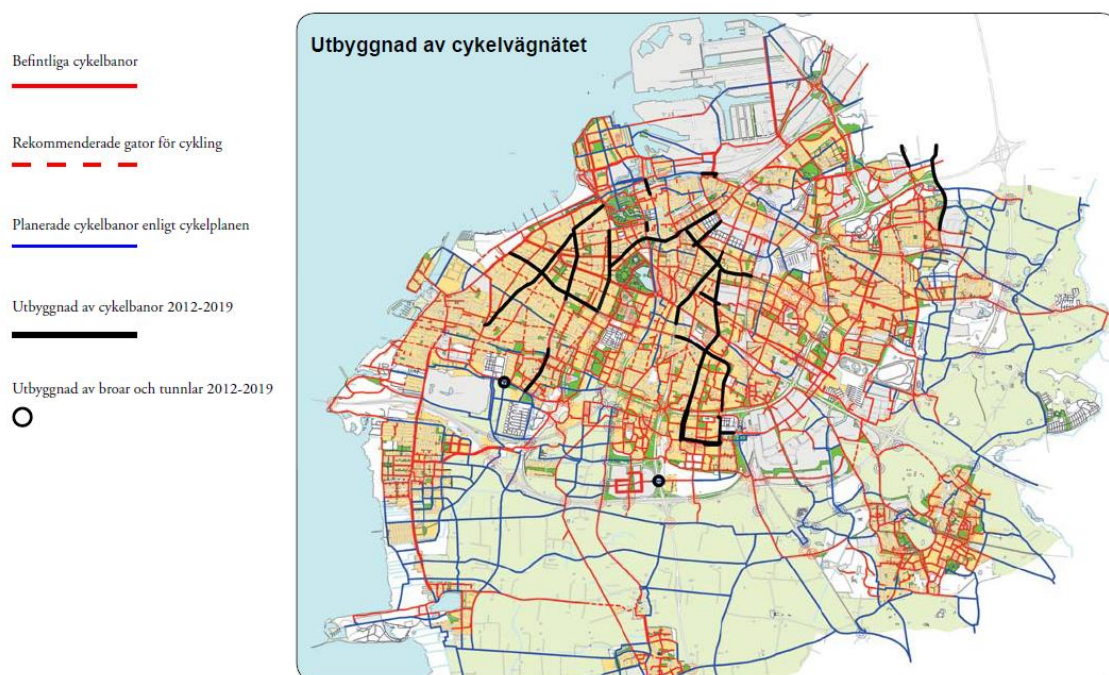 Utbyggnad av cykelvägnätet
Befintliga cykelbanor
Rekommenderade gator för cykling
Planerade cykelbanor enligt cykelplanen
Utbyggnad av cykelbanor 2012-2019
Utbyggnad av broar och tunnlar 2012-2019